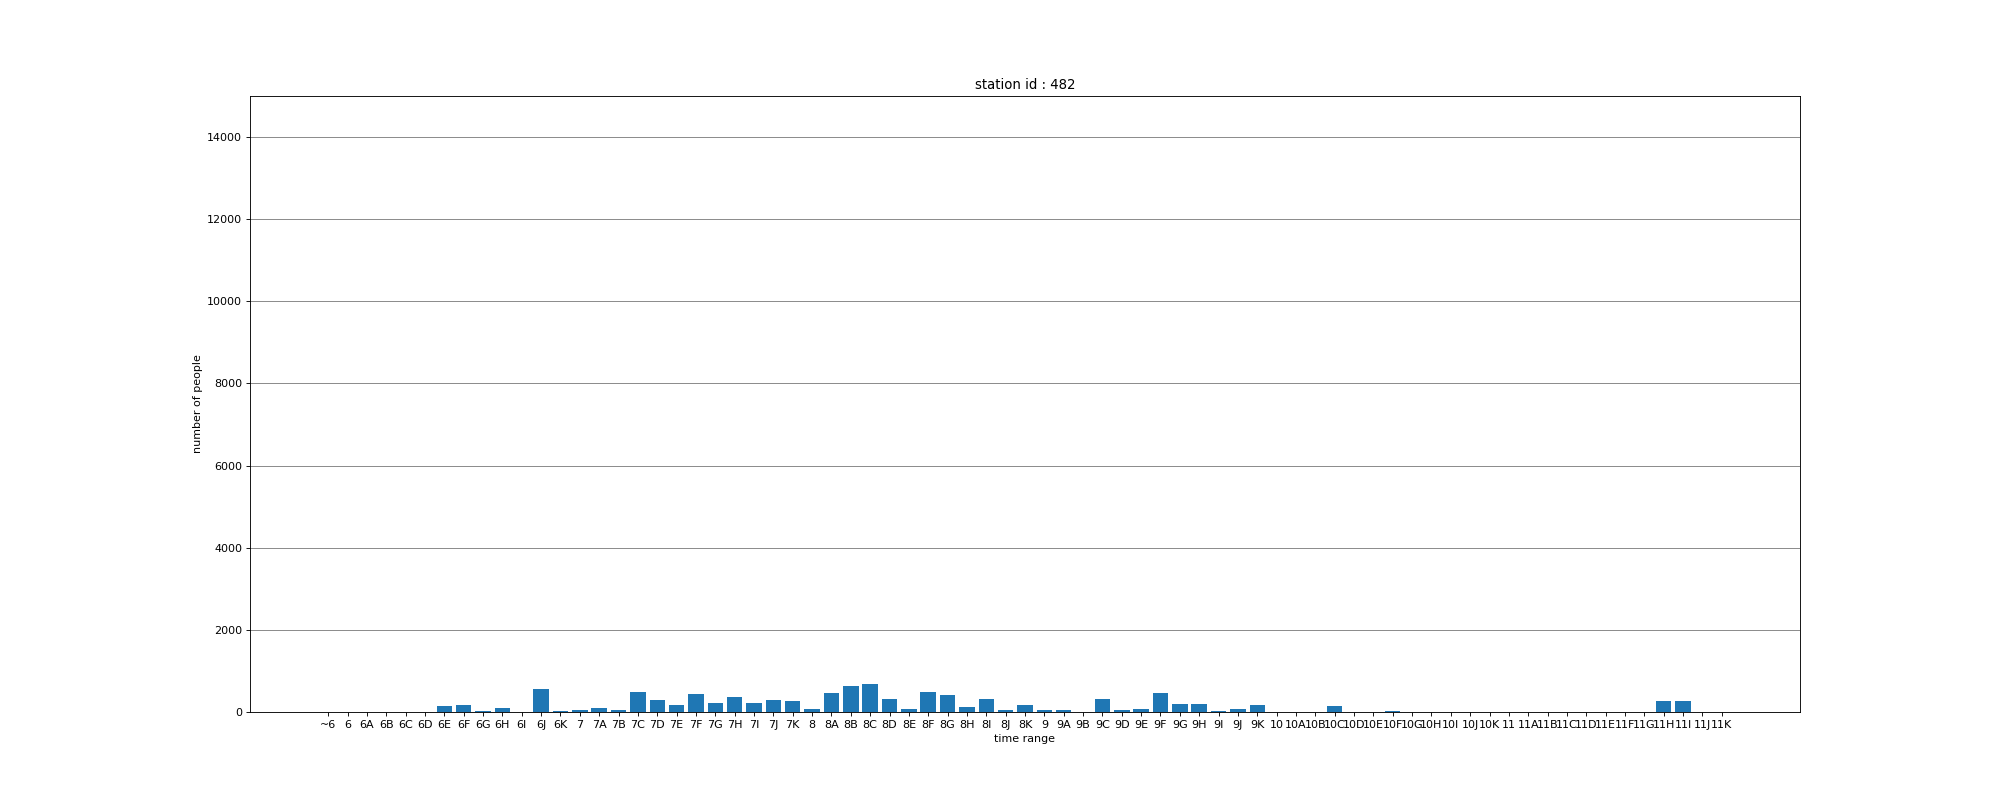 station id : 482
14000
12000
10000
8000
6000
4000
2000
0
number of people
~6 6 6A 6B 6C 6D 6E 6F 6G 6H 6I 6J 6K 7 7A 7B 7C 7D 7E 7F 7G 7H 7I 7J 7K 8 8A 8B 8C 8D 8E 8F 8G 8H 8I 8J 8K 9 9A 9B 9C 9D 9E 9F 9G 9H 9I 9J 9K 10 10A 10B 10C 10D 10E 10F 10G 10H 10I 10J 10K 11 11A 11B 11C 11D 11E 11F 11G 11H 11I 11J 11K
time range